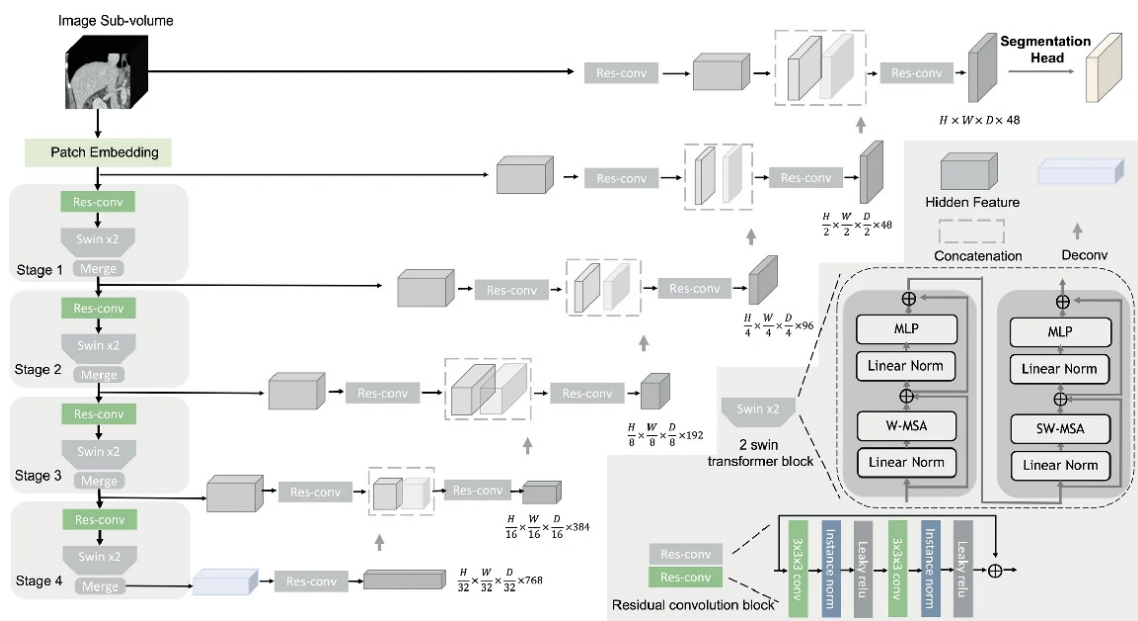 Image Sub-volume
Patch Embedding
Res-conv
Swin x2
Merge
Stage 1
Res-conv
Swin x2
Merge
Stage 2
Res-conv
Swin x2
Merge
Stage 3
Res-conv
Swin x2
Merge
Stage 4
Res-conv
Res-conv
Segmentation
Head
H × W × D × 48
Res-conv
Res-conv
H/2 × W/2 × D/2 × 48
Res-conv
Res-conv
H/4 × W/4 × D/4 × 96
Res-conv
Res-conv
H/8 × W/8 × D/8 × 192
Res-conv
Res-conv
H/16 × W/16 × D/16 × 384
Res-conv
H/32 × W/32 × D/32 × 768
Hidden Feature
Concatenation
Deconv
Swin x2
2 swin
transformer block
MLP
Linear Norm
W-MSA
Linear Norm
MLP
Linear Norm
SW-MSA
Linear Norm
Res-conv
Res-conv
Residual convolution block
3x3x3 conv
Instance norm
Leaky relu
3x3x3 conv
Instance norm
Leaky relu